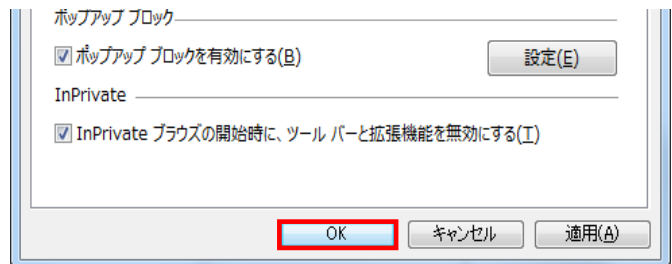 ポップアップ ブロック
ポップアップ ブロックを有効にする(B)
設定(E)
InPrivate
InPrivate ブラウズの開始時に、ツール バーと拡張機能を無効にする(T)
OK
キャンセル
適用(A)